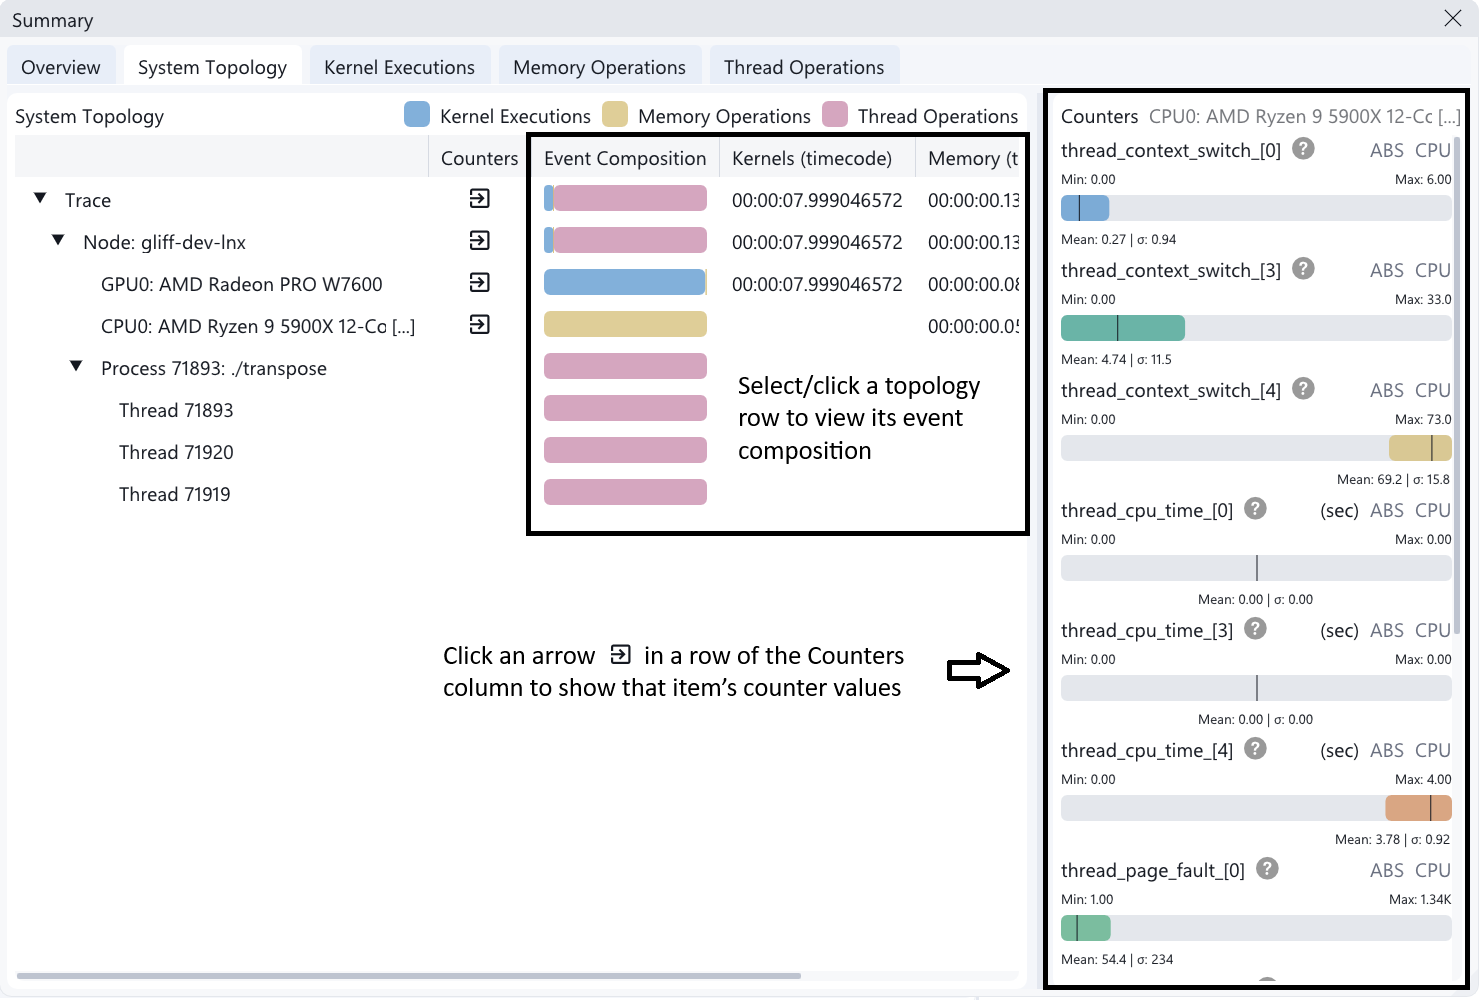 Summary
Overview
System Topology
Kernel Executions
Memory Operations
Thread Operations
System Topology
Kernel Executions
Memory Operations
Thread Operations
Counters
Event Composition
Kernels (timecode)
Memory (t
Trace
00:00:07.999046572
00:00:00.13
Node: gliff-dev-lnx
00:00:07.999046572
00:00:00.13
GPU0: AMD Radeon PRO W7600
00:00:07.999046572
00:00:00.08
CPU0: AMD Ryzen 9 5900X 12-Cc [...]
00:00:00.05
Process 71893: ./transpose
Thread 71893
Thread 71920
Thread 71919
Select/click a topology
row to view its event
composition
Click an arrow in a row of the Counters
column to show that item's counter values
Counters CPU0: AMD Ryzen 9 5900X 12-Cc [...]
thread_context_switch_[0] ? ABS CPU
Min: 0.00 Max: 6.00
Mean: 0.27 | σ: 0.94
thread_context_switch_[3] ? ABS CPU
Min: 0.00 Max: 33.0
Mean: 4.74 | σ: 11.5
thread_context_switch_[4] ? ABS CPU
Min: 0.00 Max: 73.0
Mean: 69.2 | σ: 15.8
thread_cpu_time_[0] ? (sec) ABS CPU
Min: 0.00 Max: 0.00
Mean: 0.00 | σ: 0.00
thread_cpu_time_[3] ? (sec) ABS CPU
Min: 0.00 Max: 0.00
Mean: 0.00 | σ: 0.00
thread_cpu_time_[4] ? (sec) ABS CPU
Min: 0.00 Max: 4.00
Mean: 3.78 | σ: 0.92
thread_page_fault_[0] ? ABS CPU
Min: 1.00 Max: 1.34K
Mean: 54.4 | σ: 234